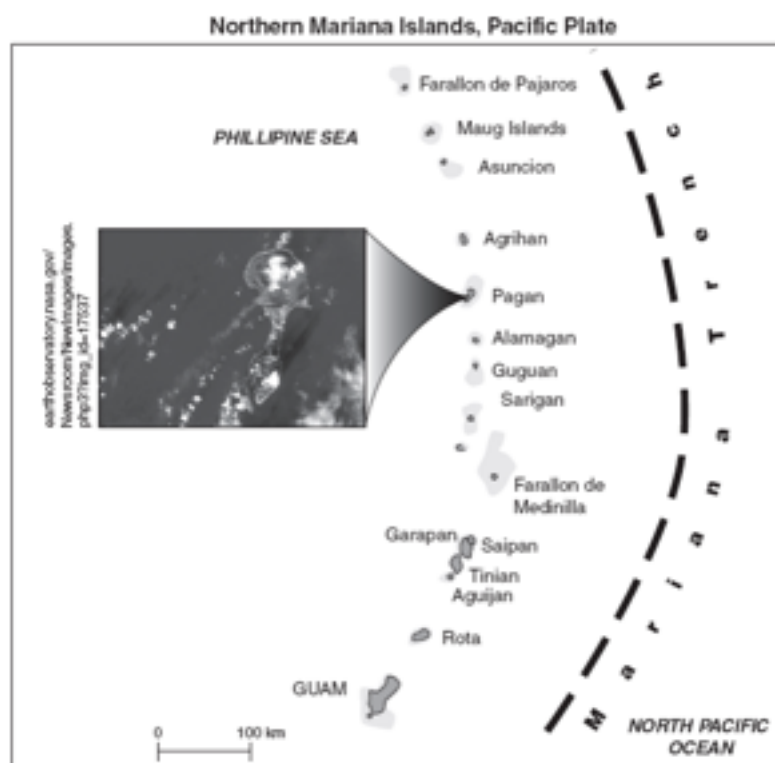 Northern Mariana Islands, Pacific Plate
Farallon de Pajaros
PHILLIPINE SEA
Maug Islands
Asuncion
Agrihan
Pagan
Alamagan
Guguan
Sarigan
Farallon de
Medinilla
Garapan
Saipan
Tinian
Aguijan
Rota
GUAM
0 100 km
Mariana Trench
NORTH PACIFIC
OCEAN
earthobservatory.nasa.gov/
Newsroom/NewImages/images.
php3?img_id=17537